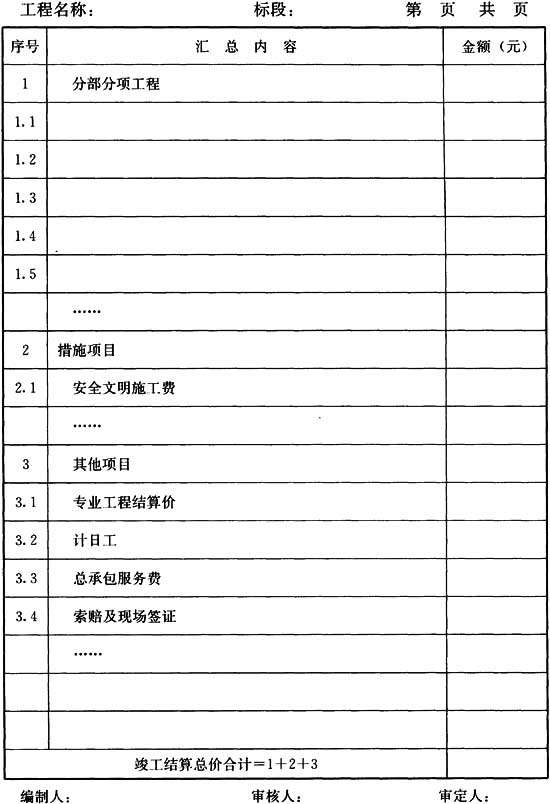 工程名称： 标段： 第 页 共 页
序号 汇 总 内 容 金额（元）
1 分部分项工程
1.1
1.2
1.3
1.4
1.5
……
2 措施项目
2.1 安全文明施工费
……
3 其他项目
3.1 专业工程结算价
3.2 计日工
3.3 总承包服务费
3.4 索赔及现场签证
……
竣工结算总价合计＝1＋2＋3
编制人： 审核人： 审定人：